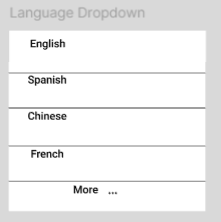 Language Dropdown
English
Spanish
Chinese
French
More ...